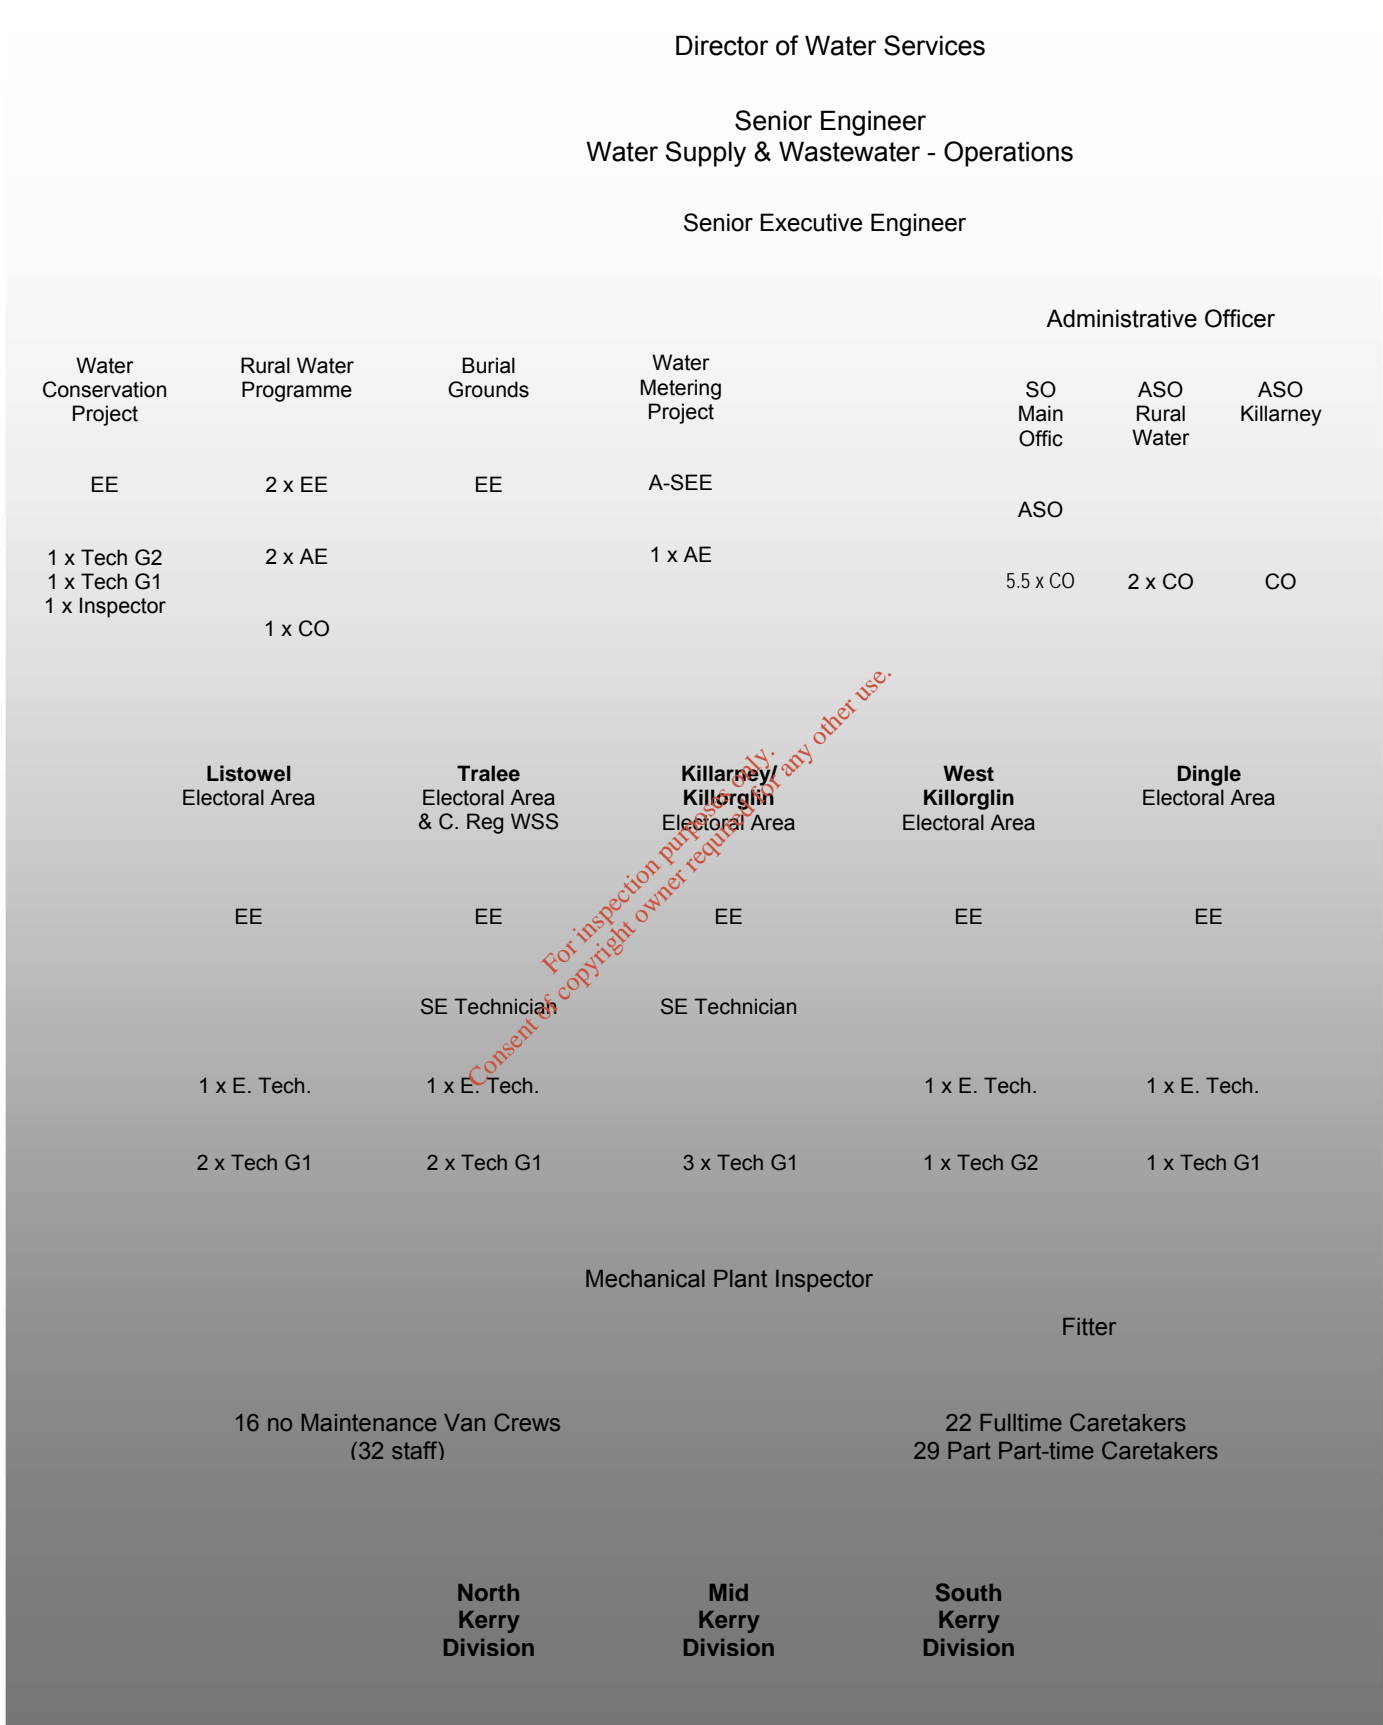 Director of Water Services
Senior Engineer
Water Supply & Wastewater - Operations
Senior Executive Engineer
Administrative Officer
Water
Conservation
Project
Rural Water
Programme
Burial
Grounds
Water
Metering
Project
SO
Main
Offic
ASO
Rural
Water
ASO
Killarney
EE
2 x EE
EE
A-SEE
ASO
1 x Tech G2
1 x Tech G1
1 x Inspector
2 x AE
1 x AE
5.5 x CO
2 x CO
CO
1 x CO
For inspection purposes only.
Consent of copyright owner required for any other use.
Listowel
Electoral Area
Tralee
Electoral Area
& C. Reg WSS
Killarney/
Killorglin
Electoral Area
West
Killorglin
Electoral Area
Dingle
Electoral Area
EE
EE
EE
EE
EE
SE Technician
SE Technician
1 x E. Tech.
1 x E. Tech.
1 x E. Tech.
1 x E. Tech.
2 x Tech G1
2 x Tech G1
3 x Tech G1
1 x Tech G2
1 x Tech G1
Mechanical Plant Inspector
Fitter
16 no Maintenance Van Crews
(32 staff)
22 Fulltime Caretakers
29 Part Part-time Caretakers
North
Kerry
Division
Mid
Kerry
Division
South
Kerry
Division